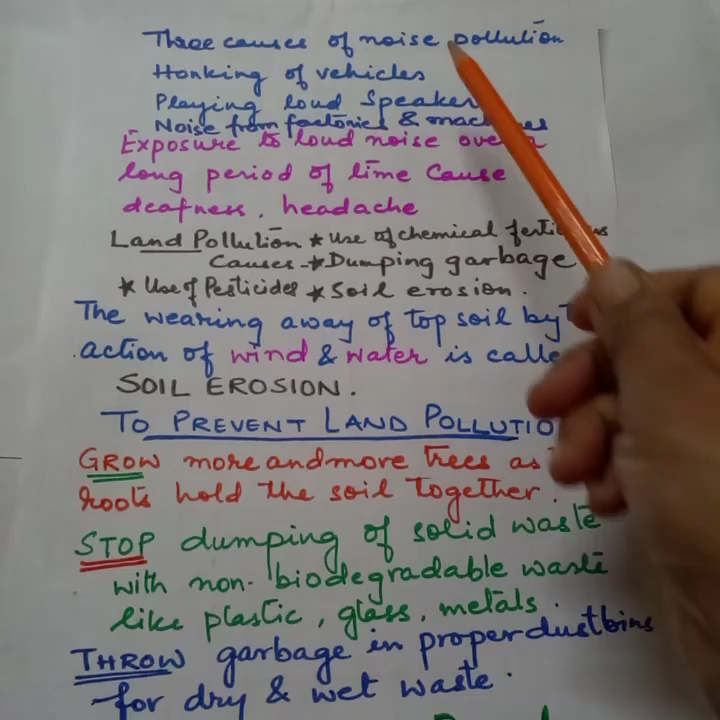 Three causes of noise pollution
Honking of vehicles
Playing loud Speaker
Noise from factories & machines
Exposure to loud noise over a
long period of time Cause
deafness, headache
Land Pollution * Use of chemical fertilizers
Causes - * Dumping garbage
* Use of Pesticides * Soil erosion.
The wearing away of top soil by
action of wind & water is calle
SOIL EROSION.
TO PREVENT LAND POLLUTIO
GROW more and more trees as
roots hold the soil together.
STOP dumping of solid waste
with non-biodegradable waste
like plastic, glass, metals.
THROW garbage in proper dustbins
for dry & wet waste.